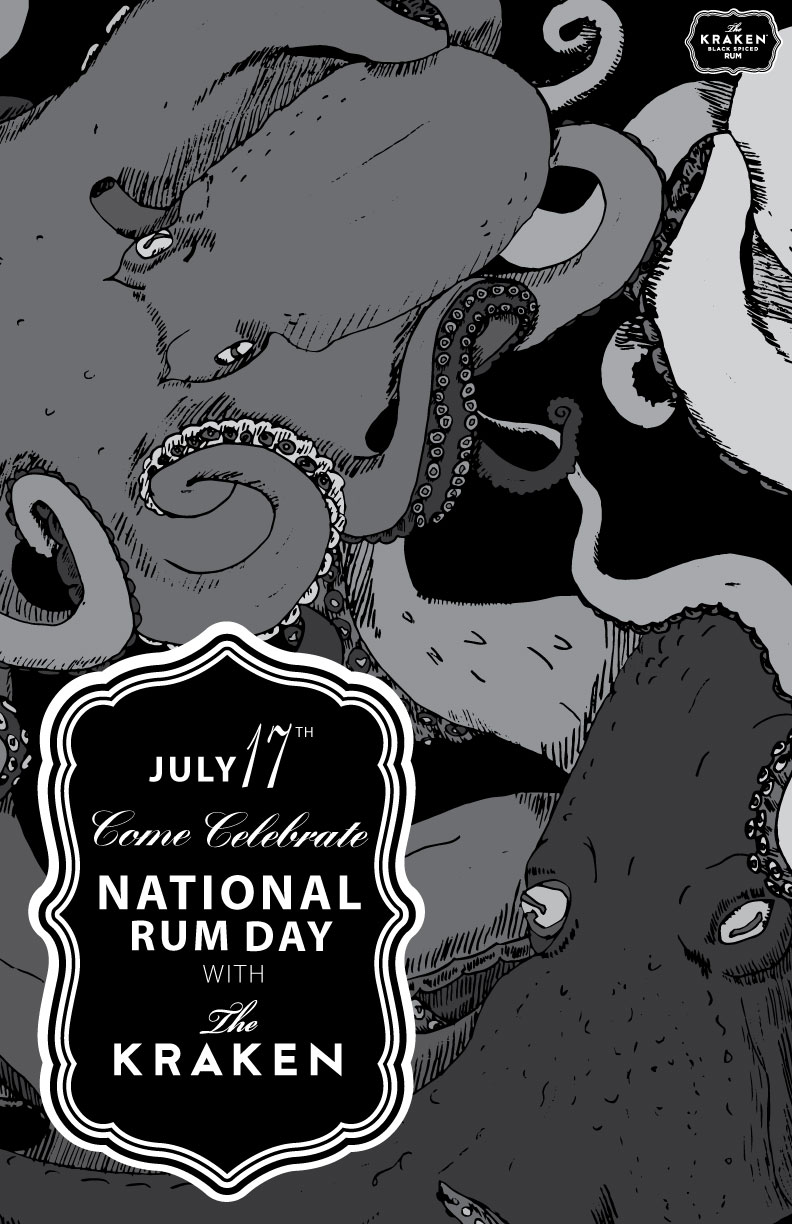 The
KRAKEN
BLACK SPICED
RUM
JULY 17TH
Come Celebrate
NATIONAL
RUM DAY
WITH
The
KRAKEN